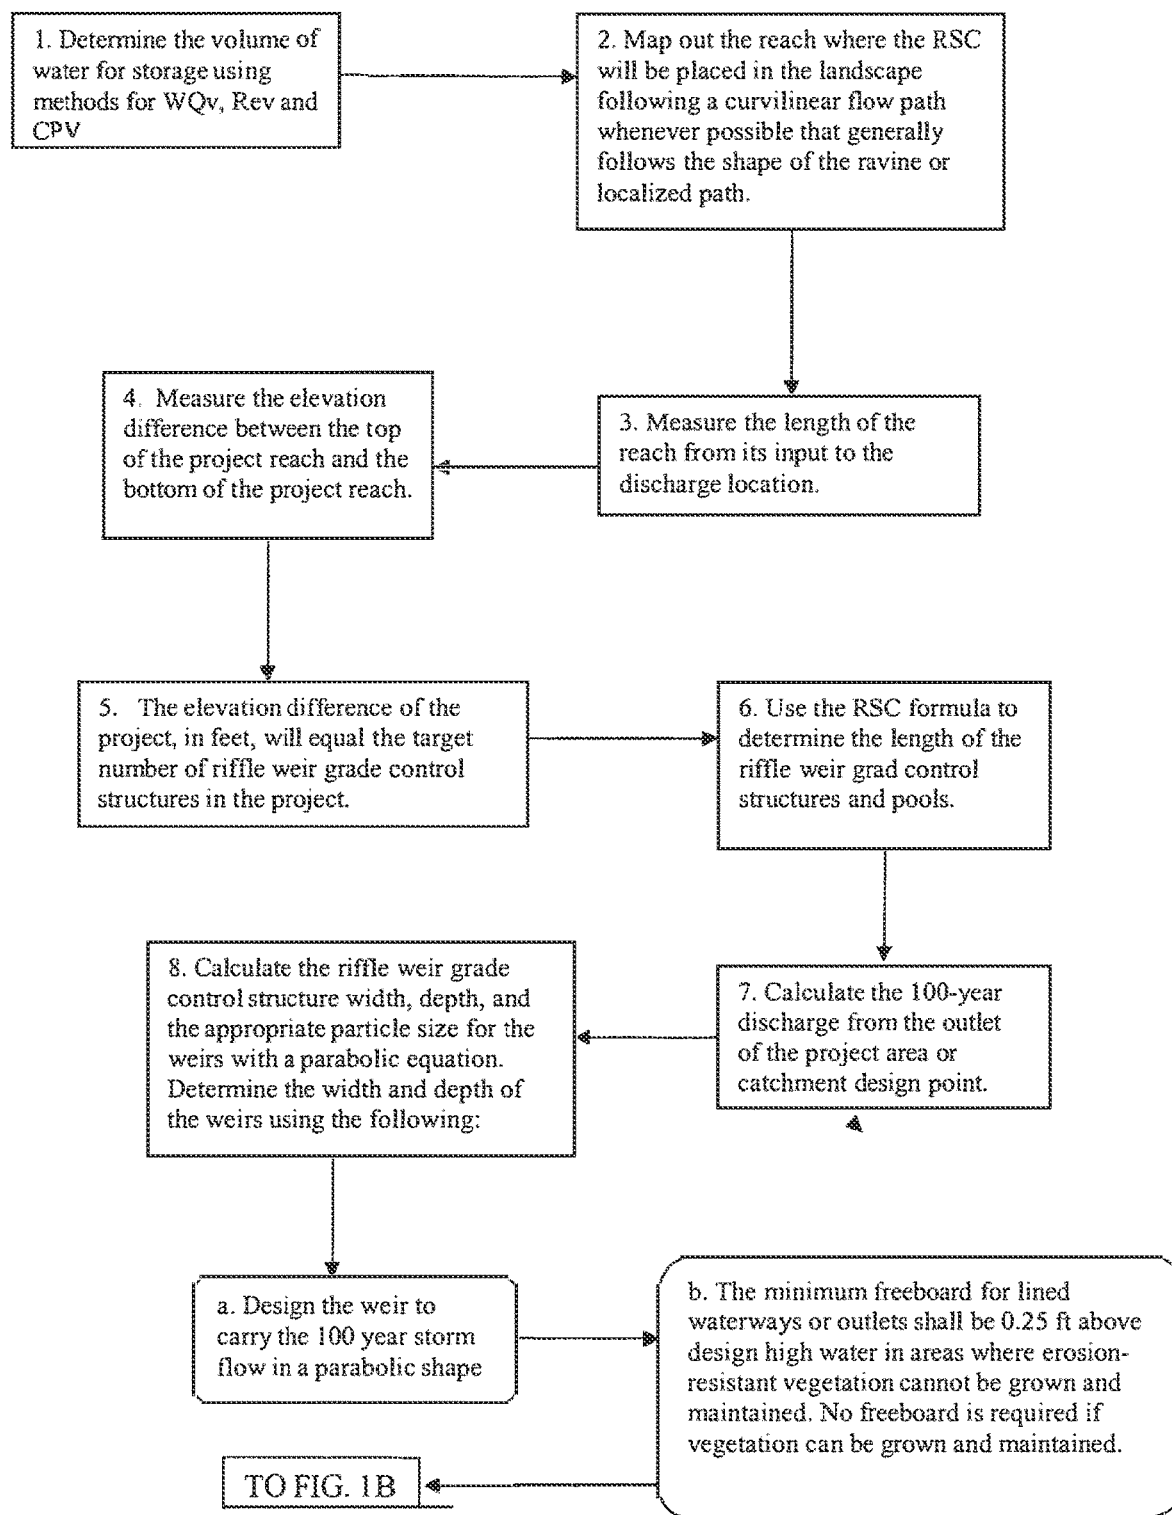 1. Determine the volume of
water for storage using
methods for WQv, Rev and
CPV
2. Map out the reach where the RSC
will be placed in the landscape
following a curvilinear flow path
whenever possible that generally
follows the shape of the ravine or
localized path.
3. Measure the length of the
reach from its input to the
discharge location.
4. Measure the elevation
difference between the top
of the project reach and the
bottom of the project reach.
5. The elevation difference of the
project, in feet, will equal the target
number of riffle weir grade control
structures in the project.
6. Use the RSC formula to
determine the length of the
riffle weir grad control
structures and pools.
7. Calculate the 100-year
discharge from the outlet
of the project area or
catchment design point.
8. Calculate the riffle weir grade
control structure width, depth, and
the appropriate particle size for the
weirs with a parabolic equation.
Determine the width and depth of
the weirs using the following:
a. Design the weir to
carry the 100 year storm
flow in a parabolic shape
b. The minimum freeboard for lined
waterways or outlets shall be 0.25 ft above
design high water in areas where erosion-
resistant vegetation cannot be grown and
maintained. No freeboard is required if
vegetation can be grown and maintained.
TO FIG. 1B